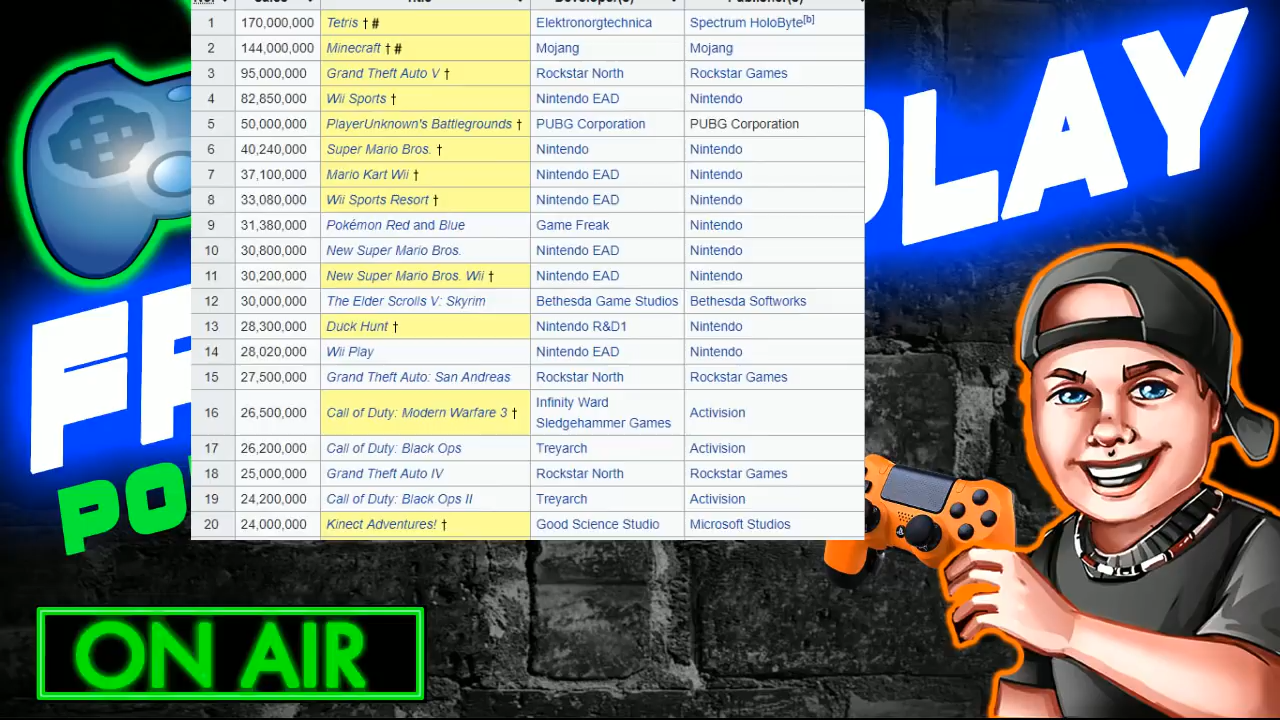 1 170,000,000 Tetris † # Elektronorgtechnica Spectrum HoloByte[b]
2 144,000,000 Minecraft † # Mojang Mojang
3 95,000,000 Grand Theft Auto V † Rockstar North Rockstar Games
4 82,850,000 Wii Sports † Nintendo EAD Nintendo
5 50,000,000 PlayerUnknown's Battlegrounds † PUBG Corporation PUBG Corporation
6 40,240,000 Super Mario Bros. † Nintendo Nintendo
7 37,100,000 Mario Kart Wii † Nintendo EAD Nintendo
8 33,080,000 Wii Sports Resort † Nintendo EAD Nintendo
9 31,380,000 Pokémon Red and Blue Game Freak Nintendo
10 30,800,000 New Super Mario Bros. Nintendo EAD Nintendo
11 30,200,000 New Super Mario Bros. Wii † Nintendo EAD Nintendo
12 30,000,000 The Elder Scrolls V: Skyrim Bethesda Game Studios Bethesda Softworks
13 28,300,000 Duck Hunt † Nintendo R&D1 Nintendo
14 28,020,000 Wii Play Nintendo EAD Nintendo
15 27,500,000 Grand Theft Auto: San Andreas Rockstar North Rockstar Games
16 26,500,000 Call of Duty: Modern Warfare 3 † Infinity Ward
Sledgehammer Games Activision
17 26,200,000 Call of Duty: Black Ops Treyarch Activision
18 25,000,000 Grand Theft Auto IV Rockstar North Rockstar Games
19 24,200,000 Call of Duty: Black Ops II Treyarch Activision
20 24,000,000 Kinect Adventures! † Good Science Studio Microsoft Studios
PLAY
ON AIR